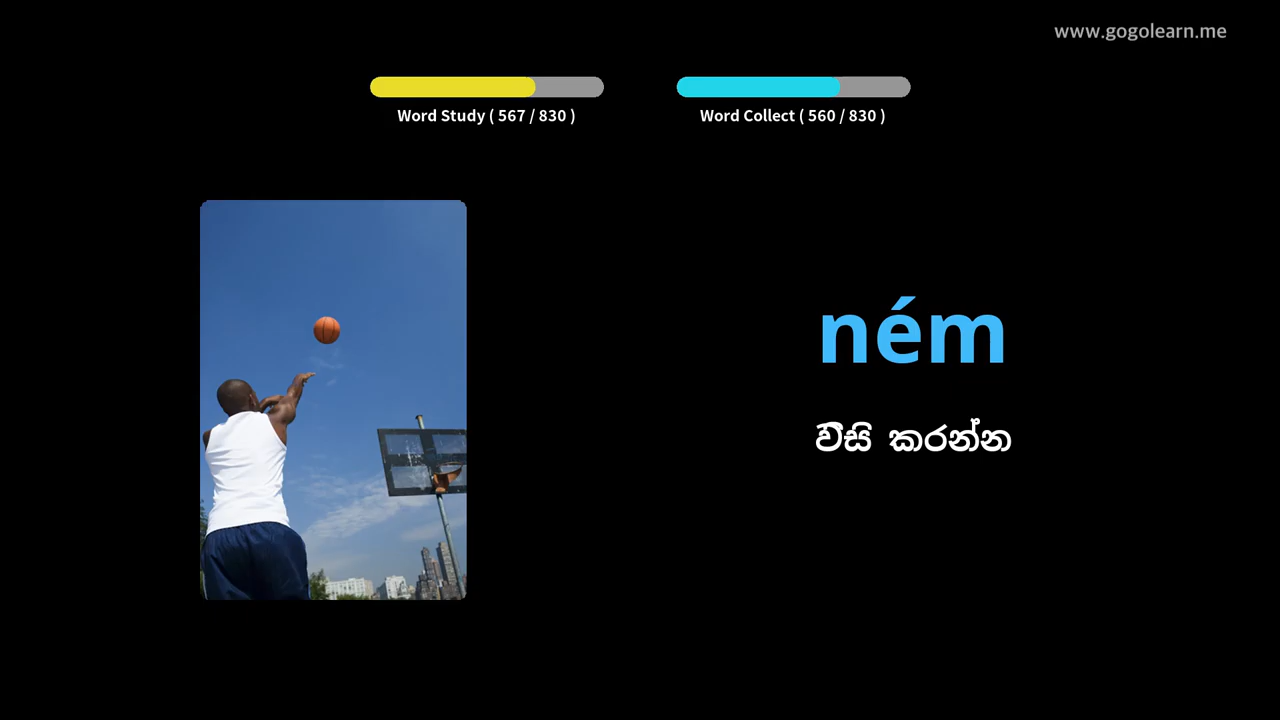 www.gogolearn.me
Word Study ( 567 / 830 )
Word Collect ( 560 / 830 )
ném
වීසි කරන්න